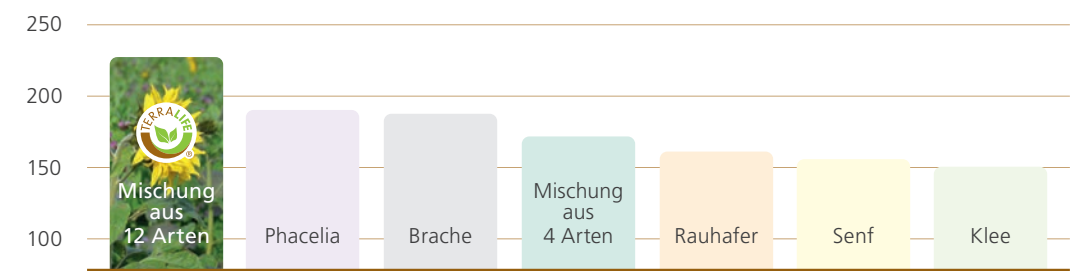 250
200
150
100
TERRALIFE
®
Mischung
aus
12 Arten
Phacelia
Brache
Mischung
aus
4 Arten
Rauhafer
Senf
Klee